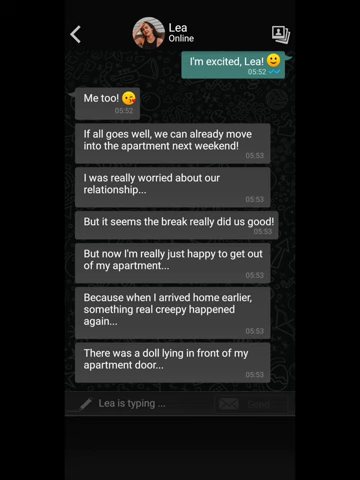 Lea
Online
I'm excited, Lea! 🙂
05:52
Me too! 😘
05:52
If all goes well, we can already move
into the apartment next weekend!
05:53
I was really worried about our
relationship...
05:53
But it seems the break really did us good!
05:53
But now I'm really just happy to get out
of my apartment...
05:53
Because when I arrived home earlier,
something real creepy happened
again...
05:53
There was a doll lying in front of my
apartment door...
05:53
Lea is typing ...
Send